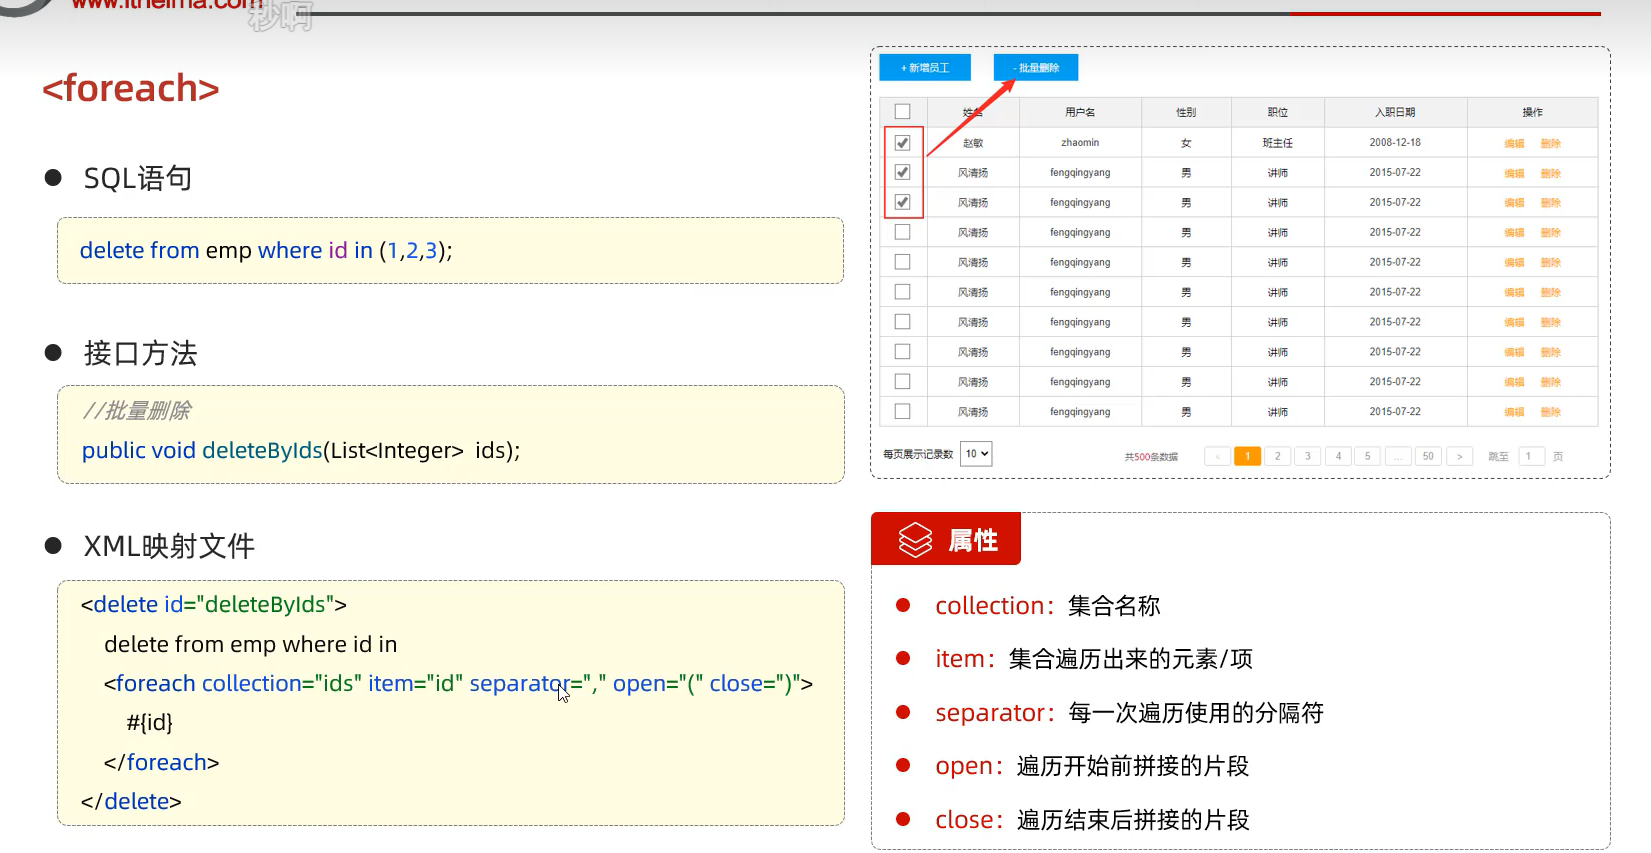 www.itheima.com
秒啊
<foreach>
SQL语句
delete from emp where id in (1,2,3);
接口方法
//批量删除
public void deleteByIds(List<Integer> ids);
XML映射文件
<delete id="deleteByIds">
delete from emp where id in
<foreach collection="ids" item="id" separator="," open="(" close=")">
#{id}
</foreach>
</delete>
+ 新增员工 - 批量删除
姓名 用户名 性别 职位 入职日期 操作
赵敏 zhaomin 女 班主任 2008-12-18 编辑 删除
风清扬 fengqingyang 男 讲师 2015-07-22 编辑 删除
风清扬 fengqingyang 男 讲师 2015-07-22 编辑 删除
风清扬 fengqingyang 男 讲师 2015-07-22 编辑 删除
风清扬 fengqingyang 男 讲师 2015-07-22 编辑 删除
风清扬 fengqingyang 男 讲师 2015-07-22 编辑 删除
风清扬 fengqingyang 男 讲师 2015-07-22 编辑 删除
风清扬 fengqingyang 男 讲师 2015-07-22 编辑 删除
风清扬 fengqingyang 男 讲师 2015-07-22 编辑 删除
风清扬 fengqingyang 男 讲师 2015-07-22 编辑 删除
每页展示记录数 10 共500条数据 < 1 2 3 4 5 ... 50 > 跳至 1 页
属性
collection：集合名称
item：集合遍历出来的元素/项
separator：每一次遍历使用的分隔符
open：遍历开始前拼接的片段
close：遍历结束后拼接的片段